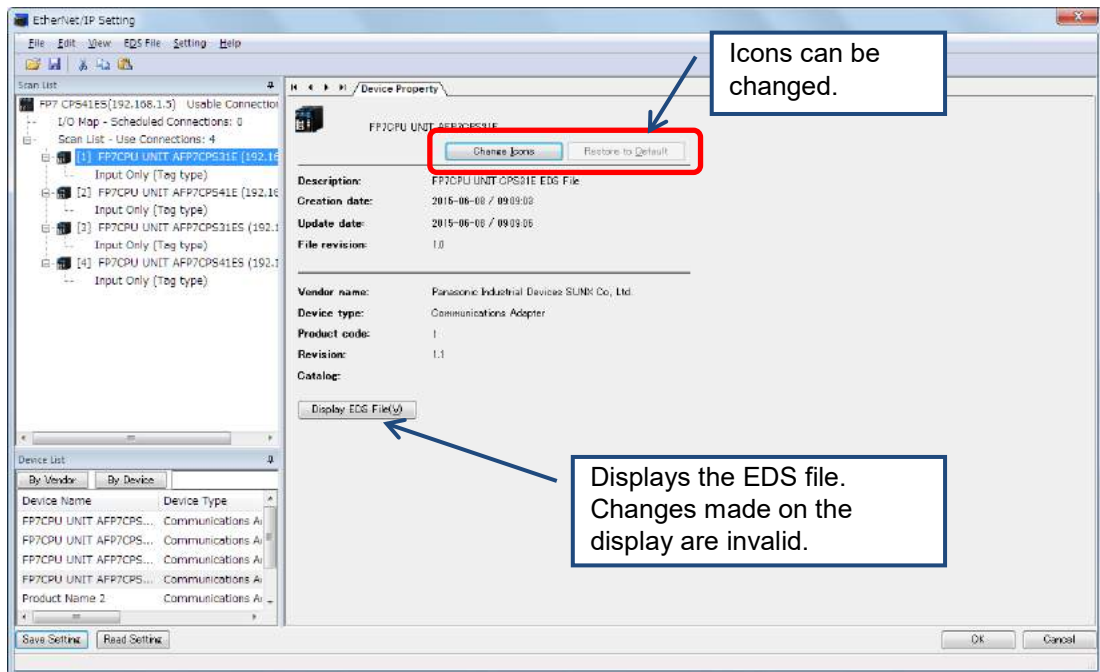 EtherNet/IP Setting
File Edit View EDS File Setting Help
Scan List
Device Property
FP7 CPS41ES(192.168.1.5) Usable Connection
I/O Map - Scheduled Connections: 0
Scan List - Use Connections: 4
[1] FP7CPU UNIT AFP7CPS31E (192.16
Input Only (Tag type)
[2] FP7CPU UNIT AFP7CPS41E (192.16
Input Only (Tag type)
[3] FP7CPU UNIT AFP7CPS31ES (192.1
Input Only (Tag type)
[4] FP7CPU UNIT AFP7CPS41ES (192.1
Input Only (Tag type)
FP7CPU UNIT AFP7CPS31E
Change Icons Restore to Default
Icons can be
changed.
Description: FP7CPU UNIT CPS31E EDS File
Creation date: 2015-06-08 / 09:09:03
Update date: 2015-06-08 / 09:09:06
File revision: 1.0
Vendor name: Panasonic Industrial Devices SUNX Co., Ltd.
Device type: Communications Adapter
Product code: 1
Revision: 1.1
Catalog:
Display EDS File(V)
Displays the EDS file.
Changes made on the
display are invalid.
Device List
By Vendor By Device
Device Name Device Type
FP7CPU UNIT AFP7CPS... Communications A
FP7CPU UNIT AFP7CPS... Communications A
FP7CPU UNIT AFP7CPS... Communications A
FP7CPU UNIT AFP7CPS... Communications A
Product Name 2 Communications A
Save Setting Read Setting OK Cancel